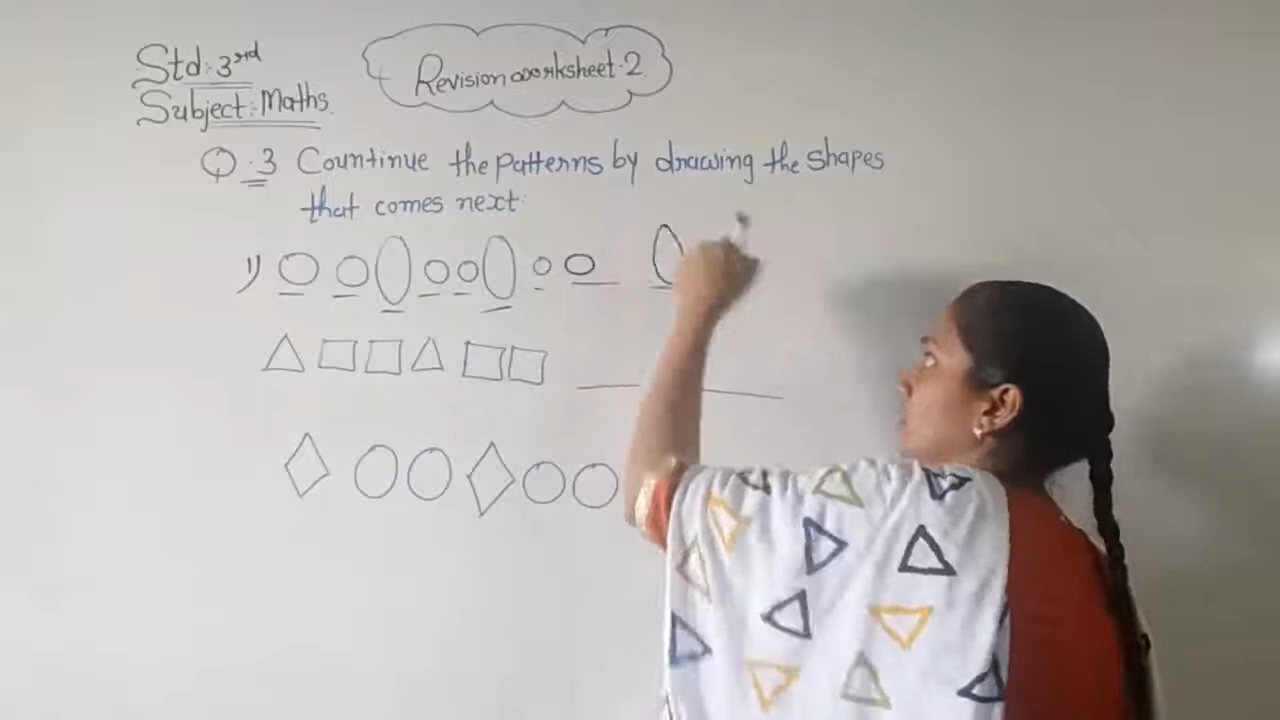 Std: 3rd
Revision worksheet-2
Subject: Maths.
Q.3 Countinue the patterns by drawing the shapes
that comes next
1)